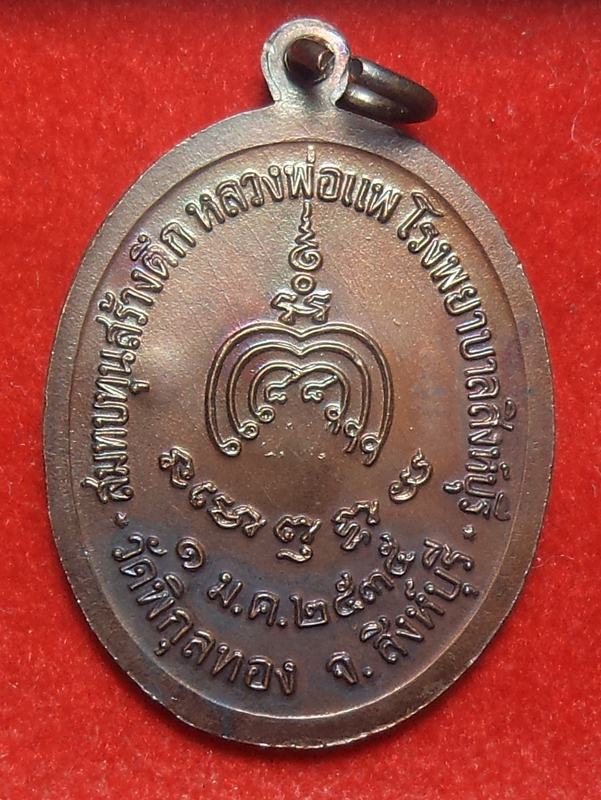 สมทบทุนสร้างตึก หลวงพ่อแพ โรงพยาบาลสิงห์บุรี
๑ ม.ค.๒๕๓๕
วัดพิกุลทอง จ.สิงห์บุรี